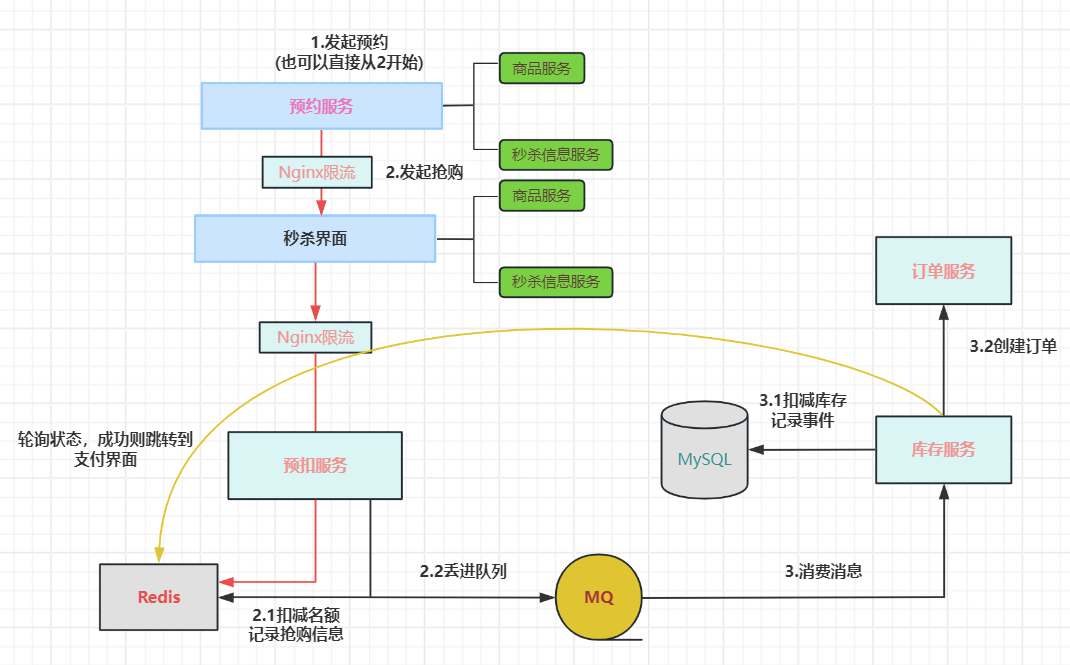 1.发起预约
(也可以直接从2开始)
商品服务
预约服务
秒杀信息服务
Nginx限流
2.发起抢购
商品服务
秒杀界面
秒杀信息服务
订单服务
Nginx限流
3.2创建订单
3.1扣减库存
记录事件
轮询状态，成功则跳转到
支付界面
预扣服务
MySQL
库存服务
2.2丢进队列
3.消费消息
Redis
MQ
2.1扣减名额
记录抢购信息